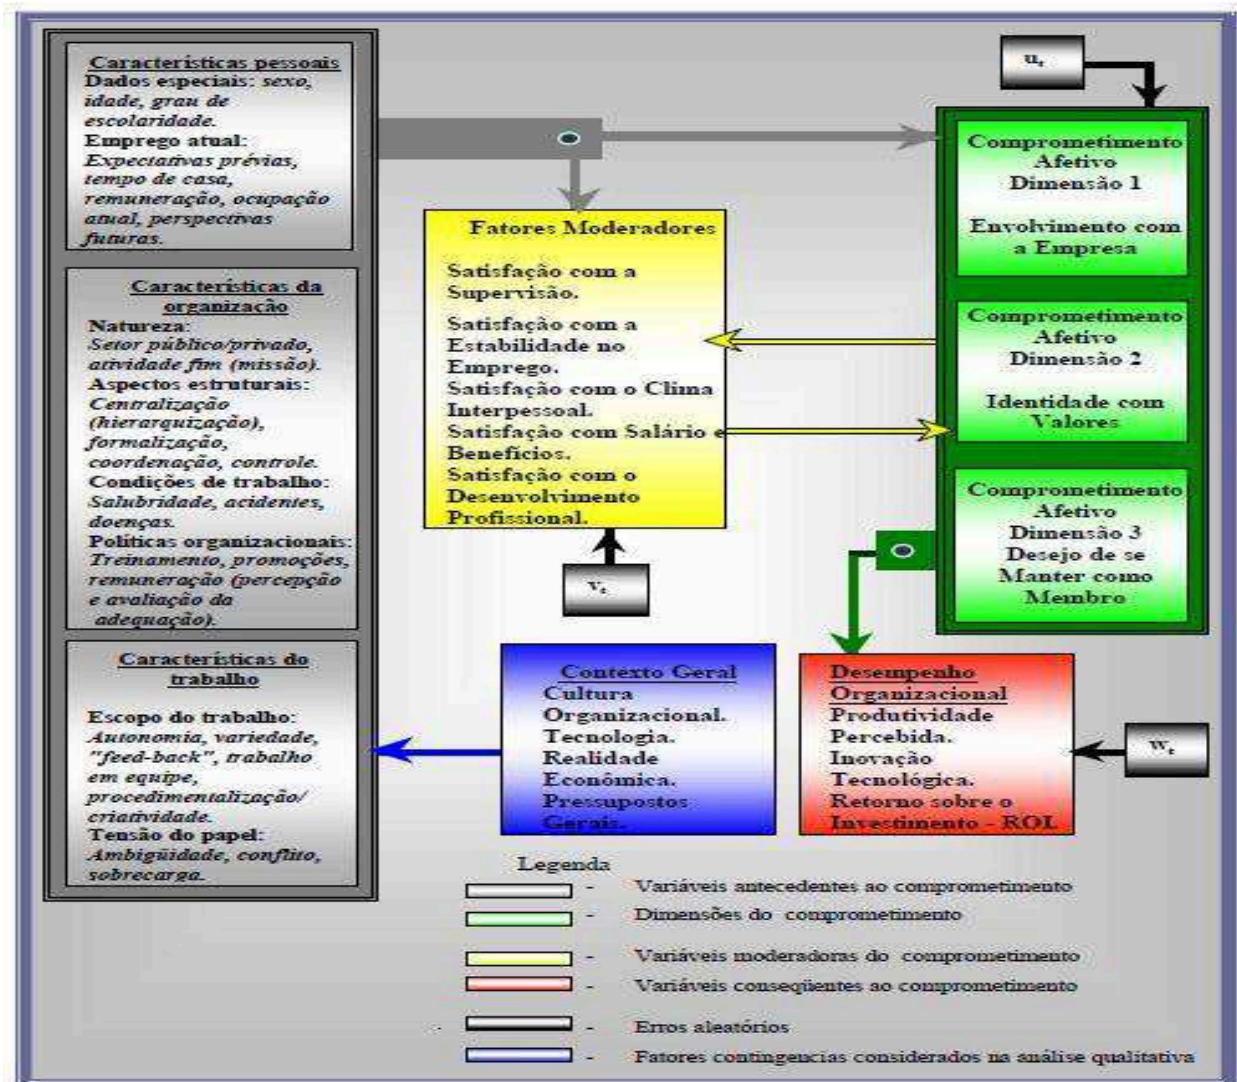 Características pessoais
Dados especiais: sexo,
idade, grau de
escolaridade.
Emprego atual:
Expectativas prévias,
tempo de casa,
remuneração, ocupação
atual, perspectivas
futuras.
Características da
organização
Natureza:
Setor público/privado,
atividade fim (missão).
Aspectos estruturais:
Centralização
(hierarquização),
formalização,
coordenação, controle.
Condições de trabalho:
Salubridade, acidentes,
doenças.
Políticas organizacionais:
Treinamento, promoções,
remuneração (percepção
e avaliação da
adequação).
Características do
trabalho
Escopo do trabalho:
Autonomia, variedade,
"feed-back", trabalho
em equipe,
procedimentalização/
criatividade.
Tensão do papel:
Ambigüidade, conflito,
sobrecarga.
Fatores Moderadores
Satisfação com a
Supervisão.
Satisfação com a
Estabilidade no
Emprego.
Satisfação com o Clima
Interpessoal.
Satisfação com Salário e
Benefícios.
Satisfação com o
Desenvolvimento
Profissional.
vₜ
Contexto Geral
Cultura
Organizacional.
Tecnologia.
Realidade
Econômica.
Pressupostos
Gerais.
uₜ
Comprometimento
Afetivo
Dimensão 1
Envolvimento com
a Empresa
Comprometimento
Afetivo
Dimensão 2
Identidade com
Valores
Comprometimento
Afetivo
Dimensão 3
Desejo de se
Manter como
Membro
Desempenho
Organizacional
Produtividade
Percebida.
Inovação
Tecnológica.
Retorno sobre o
Investimento - ROI.
wₜ
Legenda
- Variáveis antecedentes ao comprometimento
- Dimensões do comprometimento
- Variáveis moderadoras do comprometimento
- Variáveis conseqüentes ao comprometimento
- Erros aleatórios
- Fatores contingencias considerados na análise qualitativa